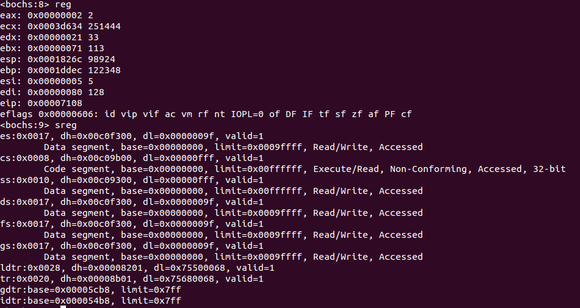 <bochs:8> reg
eax: 0x00000002 2
ecx: 0x0003d634 251444
edx: 0x00000021 33
ebx: 0x00000071 113
esp: 0x0001826c 98924
ebp: 0x0001ddec 122348
esi: 0x00000005 5
edi: 0x00000080 128
eip: 0x00007108
eflags 0x00000606: id vip vif ac vm rf nt IOPL=0 of DF IF tf sf zf af PF cf
<bochs:9> sreg
es:0x0017, dh=0x00c0f300, dl=0x0000009f, valid=1
Data segment, base=0x00000000, limit=0x0009ffff, Read/Write, Accessed
cs:0x0008, dh=0x00c09b00, dl=0x00000fff, valid=1
Code segment, base=0x00000000, limit=0x00ffffff, Execute/Read, Non-Conforming, Accessed, 32-bit
ss:0x0010, dh=0x00c09300, dl=0x00000fff, valid=1
Data segment, base=0x00000000, limit=0x00ffffff, Read/Write, Accessed
ds:0x0017, dh=0x00c0f300, dl=0x0000009f, valid=1
Data segment, base=0x00000000, limit=0x0009ffff, Read/Write, Accessed
fs:0x0017, dh=0x00c0f300, dl=0x0000009f, valid=1
Data segment, base=0x00000000, limit=0x0009ffff, Read/Write, Accessed
gs:0x0017, dh=0x00c0f300, dl=0x0000009f, valid=1
Data segment, base=0x00000000, limit=0x0009ffff, Read/Write, Accessed
ldtr:0x0028, dh=0x00008201, dl=0x75500068, valid=1
tr:0x0020, dh=0x00008b01, dl=0x75680068, valid=1
gdtr:base=0x00005cb8, limit=0x7ff
idtr:base=0x000054b8, limit=0x7ff